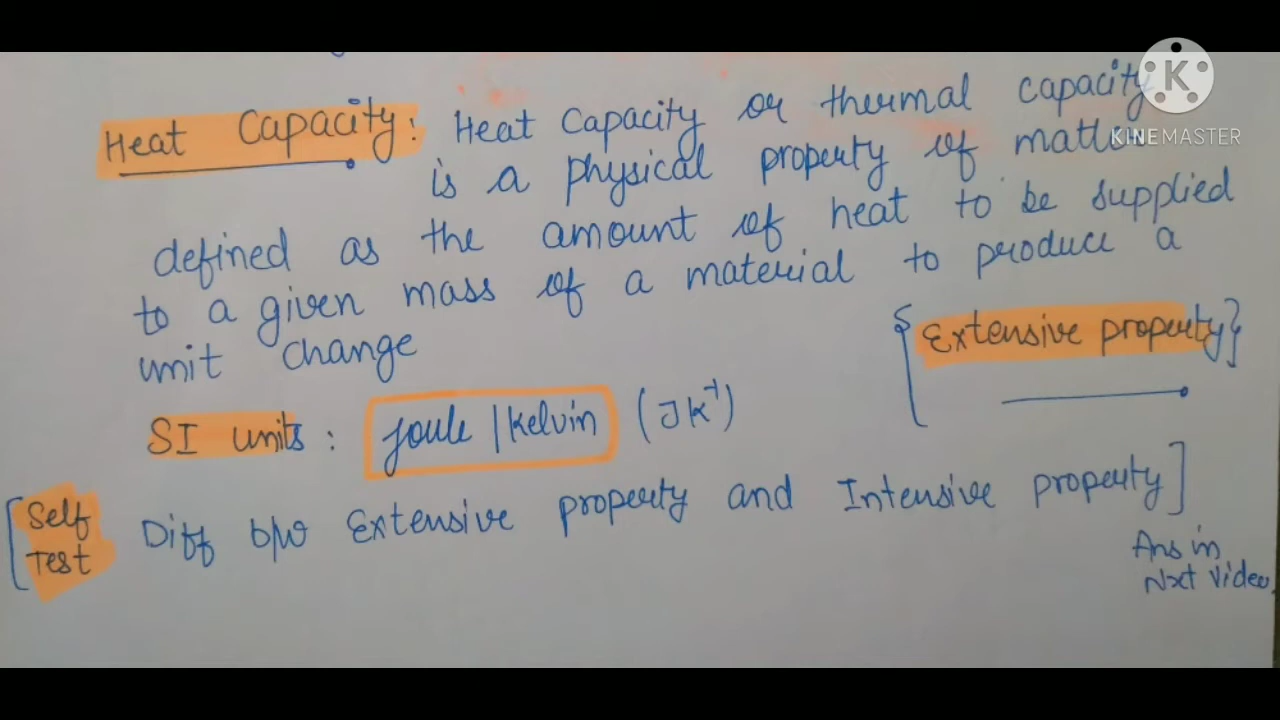 Heat Capacity: Heat Capacity or thermal capacity
is a physical property of matter
defined as the amount of heat to be supplied
to a given mass of a material to produce a
unit change
{Extensive property}
SI units: Joule/Kelvin (JK⁻¹)
[Self Test Diff b/w Extensive property and Intensive property]
Ans in
Nxt Video.
K
KINEMASTER